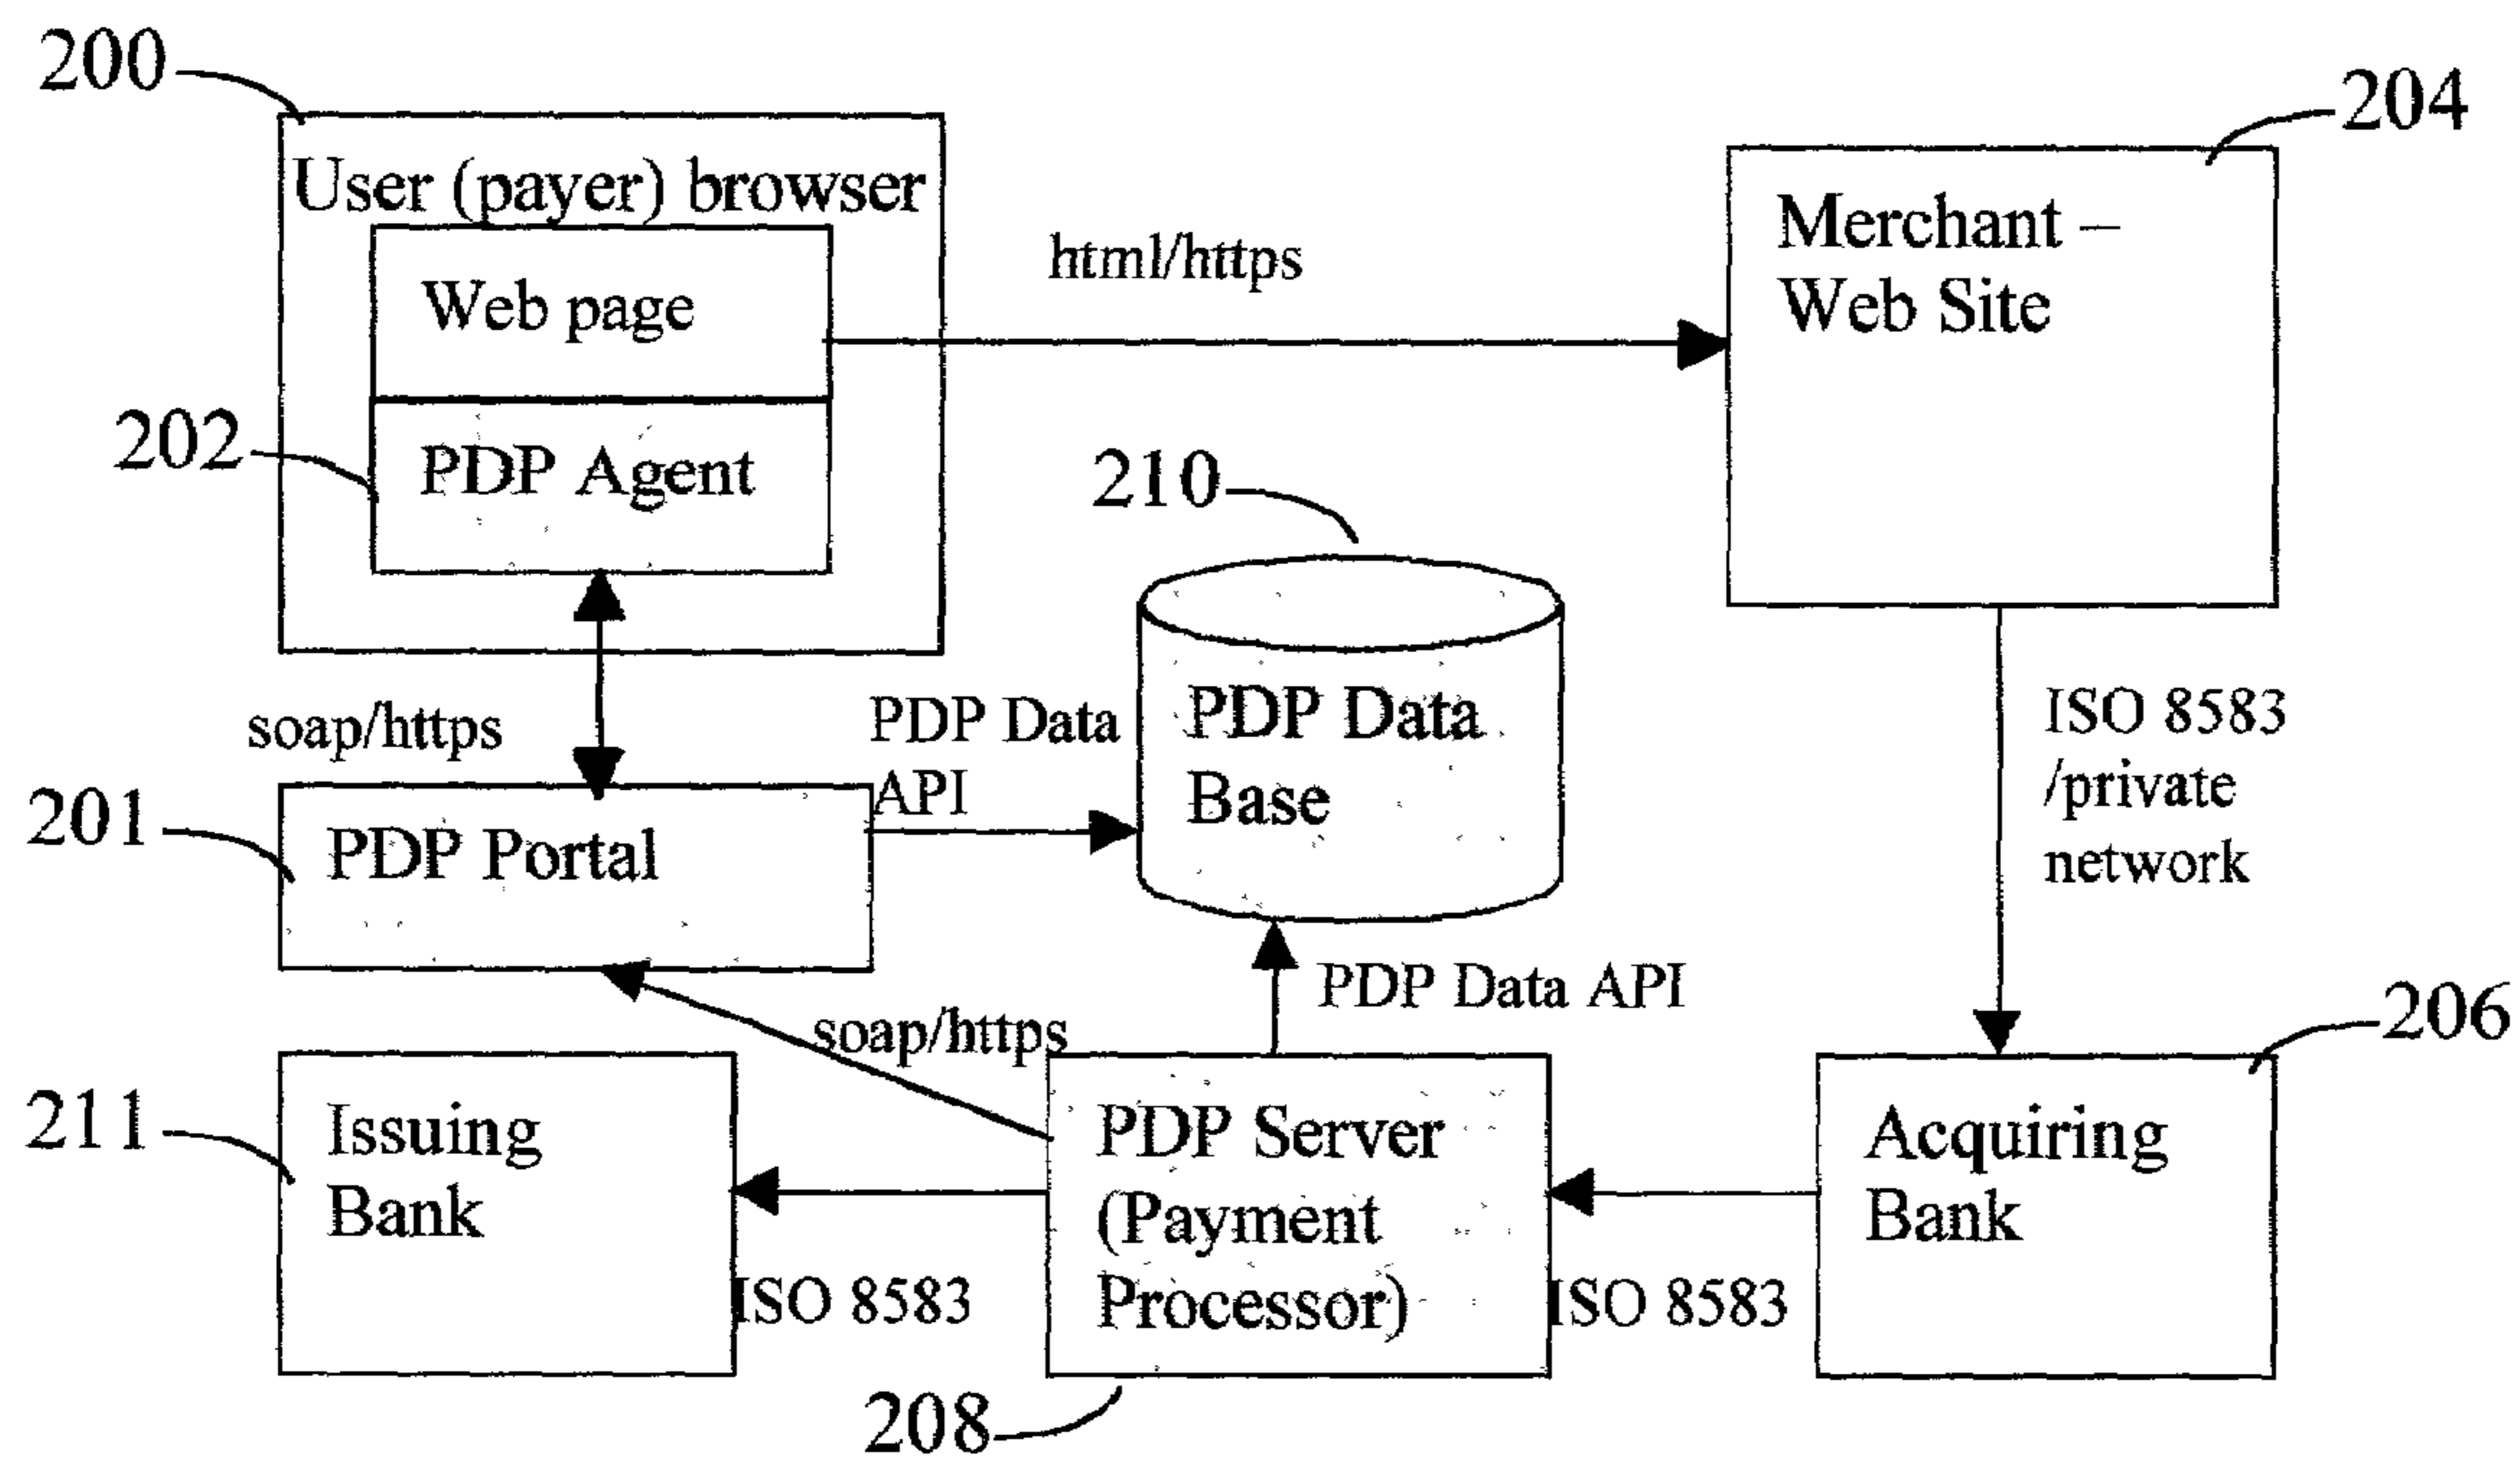 200
204
User (payer) browser
Merchant –
Web Site
html/https
Web page
202
PDP Agent
210
soap/https
PDP Data
API
PDP Data
Base
ISO 8583
/private
network
201
PDP Portal
PDP Data API
soap/https
206
211
Issuing
Bank
PDP Server
(Payment
Processor)
Acquiring
Bank
ISO 8583
ISO 8583
208